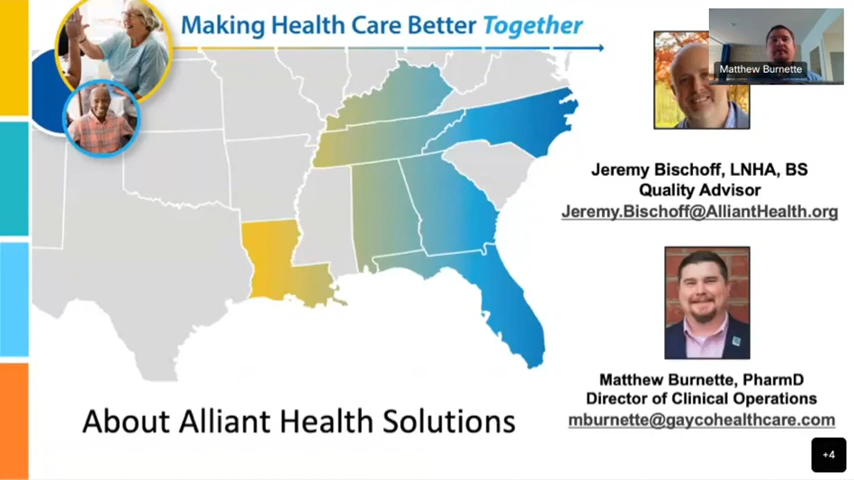 Making Health Care Better Together
Matthew Burnette
Jeremy Bischoff, LNHA, BS
Quality Advisor
Jeremy.Bischoff@AlliantHealth.org
Matthew Burnette, PharmD
Director of Clinical Operations
mburnette@gaycohealthcare.com
About Alliant Health Solutions
+4